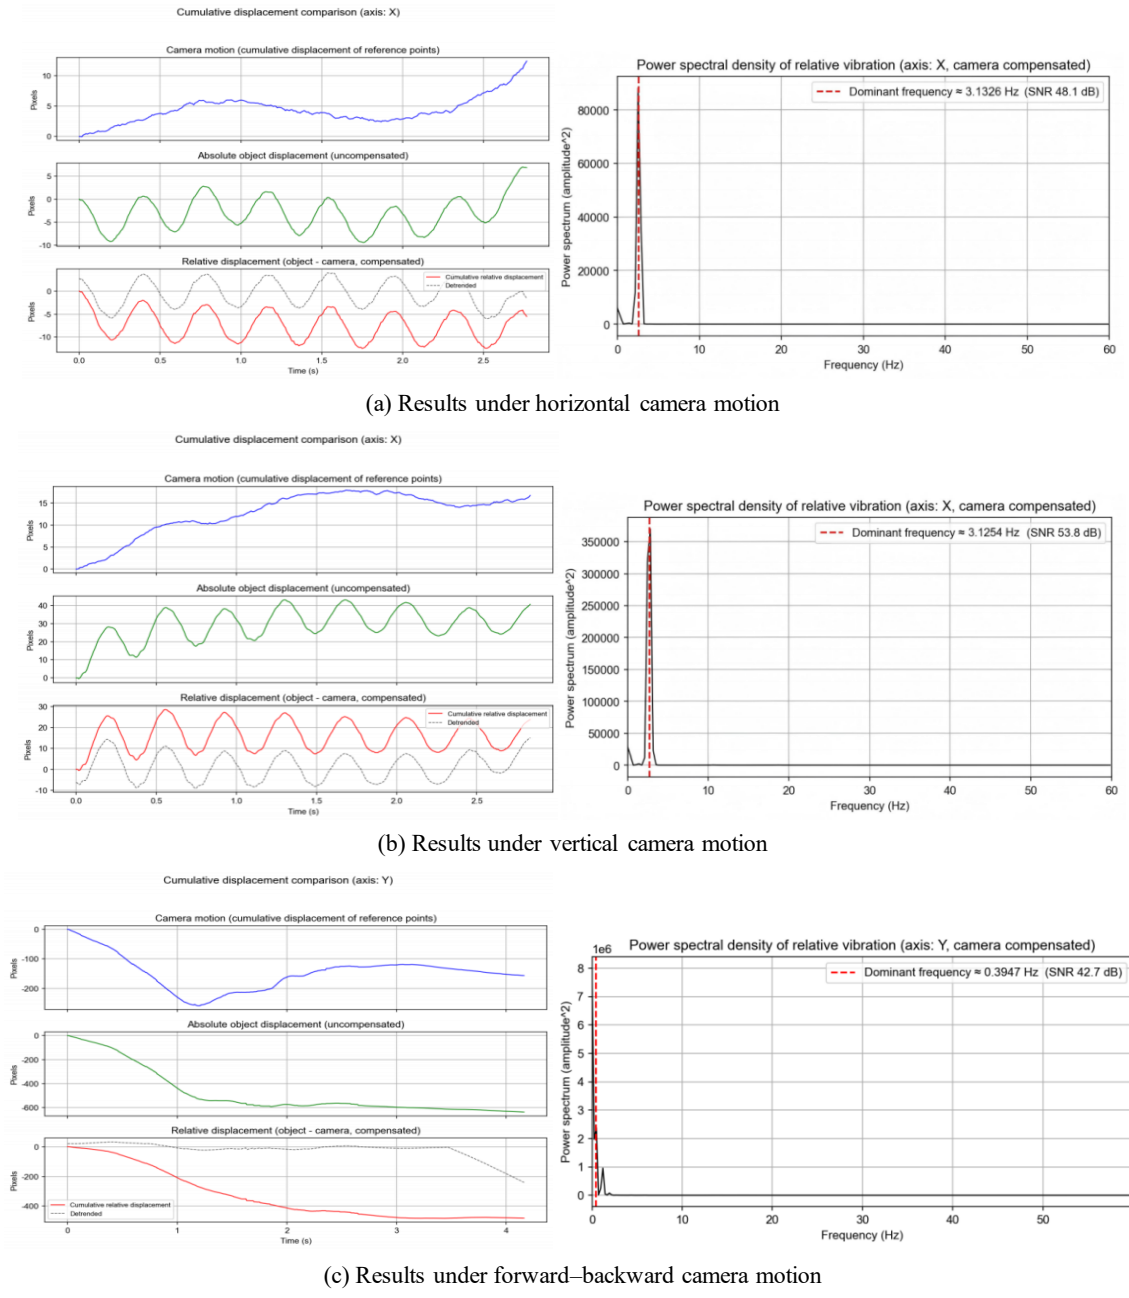 Cumulative displacement comparison (axis: X)
Camera motion (cumulative displacement of reference points)
10
5
0
Pixels
Absolute object displacement (uncompensated)
5
0
-5
-10
Pixels
Relative displacement (object - camera, compensated)
Cumulative relative displacement
Detrended
0
-5
-10
Pixels
0.0 0.5 1.0 1.5 2.0 2.5
Time (s)
Power spectral density of relative vibration (axis: X, camera compensated)
Dominant frequency ≈ 3.1326 Hz (SNR 48.1 dB)
80000
60000
40000
20000
0
Power spectrum (amplitude^2)
0 10 20 30 40 50 60
Frequency (Hz)
(a) Results under horizontal camera motion
Cumulative displacement comparison (axis: X)
Camera motion (cumulative displacement of reference points)
15
10
5
0
Pixels
Absolute object displacement (uncompensated)
40
30
20
10
0
Pixels
Relative displacement (object - camera, compensated)
Cumulative relative displacement
Detrended
30
20
10
0
-10
Pixels
0.0 0.5 1.0 1.5 2.0 2.5
Time (s)
Power spectral density of relative vibration (axis: X, camera compensated)
Dominant frequency ≈ 3.1254 Hz (SNR 53.8 dB)
350000
300000
250000
200000
150000
100000
50000
0
Power spectrum (amplitude^2)
0 10 20 30 40 50 60
Frequency (Hz)
(b) Results under vertical camera motion
Cumulative displacement comparison (axis: Y)
Camera motion (cumulative displacement of reference points)
0
-100
-200
Pixels
Absolute object displacement (uncompensated)
0
-200
-400
-600
Pixels
Relative displacement (object - camera, compensated)
0
-200
-400
Pixels
Cumulative relative displacement
Detrended
0 1 2 3 4
Time (s)
1e6
Power spectral density of relative vibration (axis: Y, camera compensated)
Dominant frequency ≈ 0.3947 Hz (SNR 42.7 dB)
8
7
6
5
4
3
2
1
0
Power spectrum (amplitude^2)
0 10 20 30 40 50
Frequency (Hz)
(c) Results under forward–backward camera motion